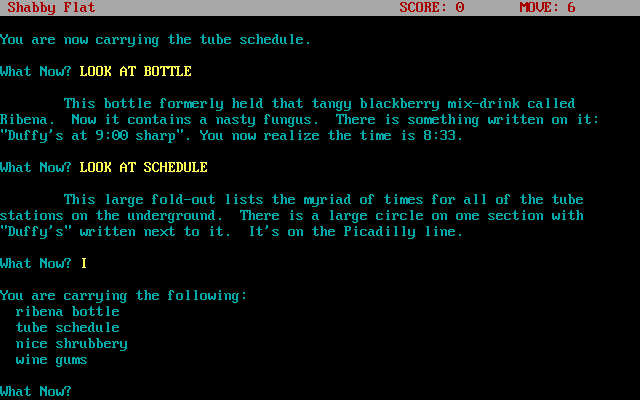 Shabby Flat SCORE: 0 MOVE: 6
You are now carrying the tube schedule.
What Now? LOOK AT BOTTLE
This bottle formerly held that tangy blackberry mix-drink called
Ribena. Now it contains a nasty fungus. There is something written on it:
"Duffy's at 9:00 sharp". You now realize the time is 8:33.
What Now? LOOK AT SCHEDULE
This large fold-out lists the myriad of times for all of the tube
stations on the underground. There is a large circle on one section with
"Duffy's" written next to it. It's on the Picadilly line.
What Now? I
You are carrying the following:
ribena bottle
tube schedule
nice shrubbery
wine gums
What Now?